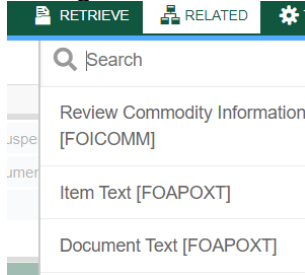 RETRIEVE RELATED
Search
Review Commodity Information
[FOICOMM]
Item Text [FOAPOXT]
Document Text [FOAPOXT]